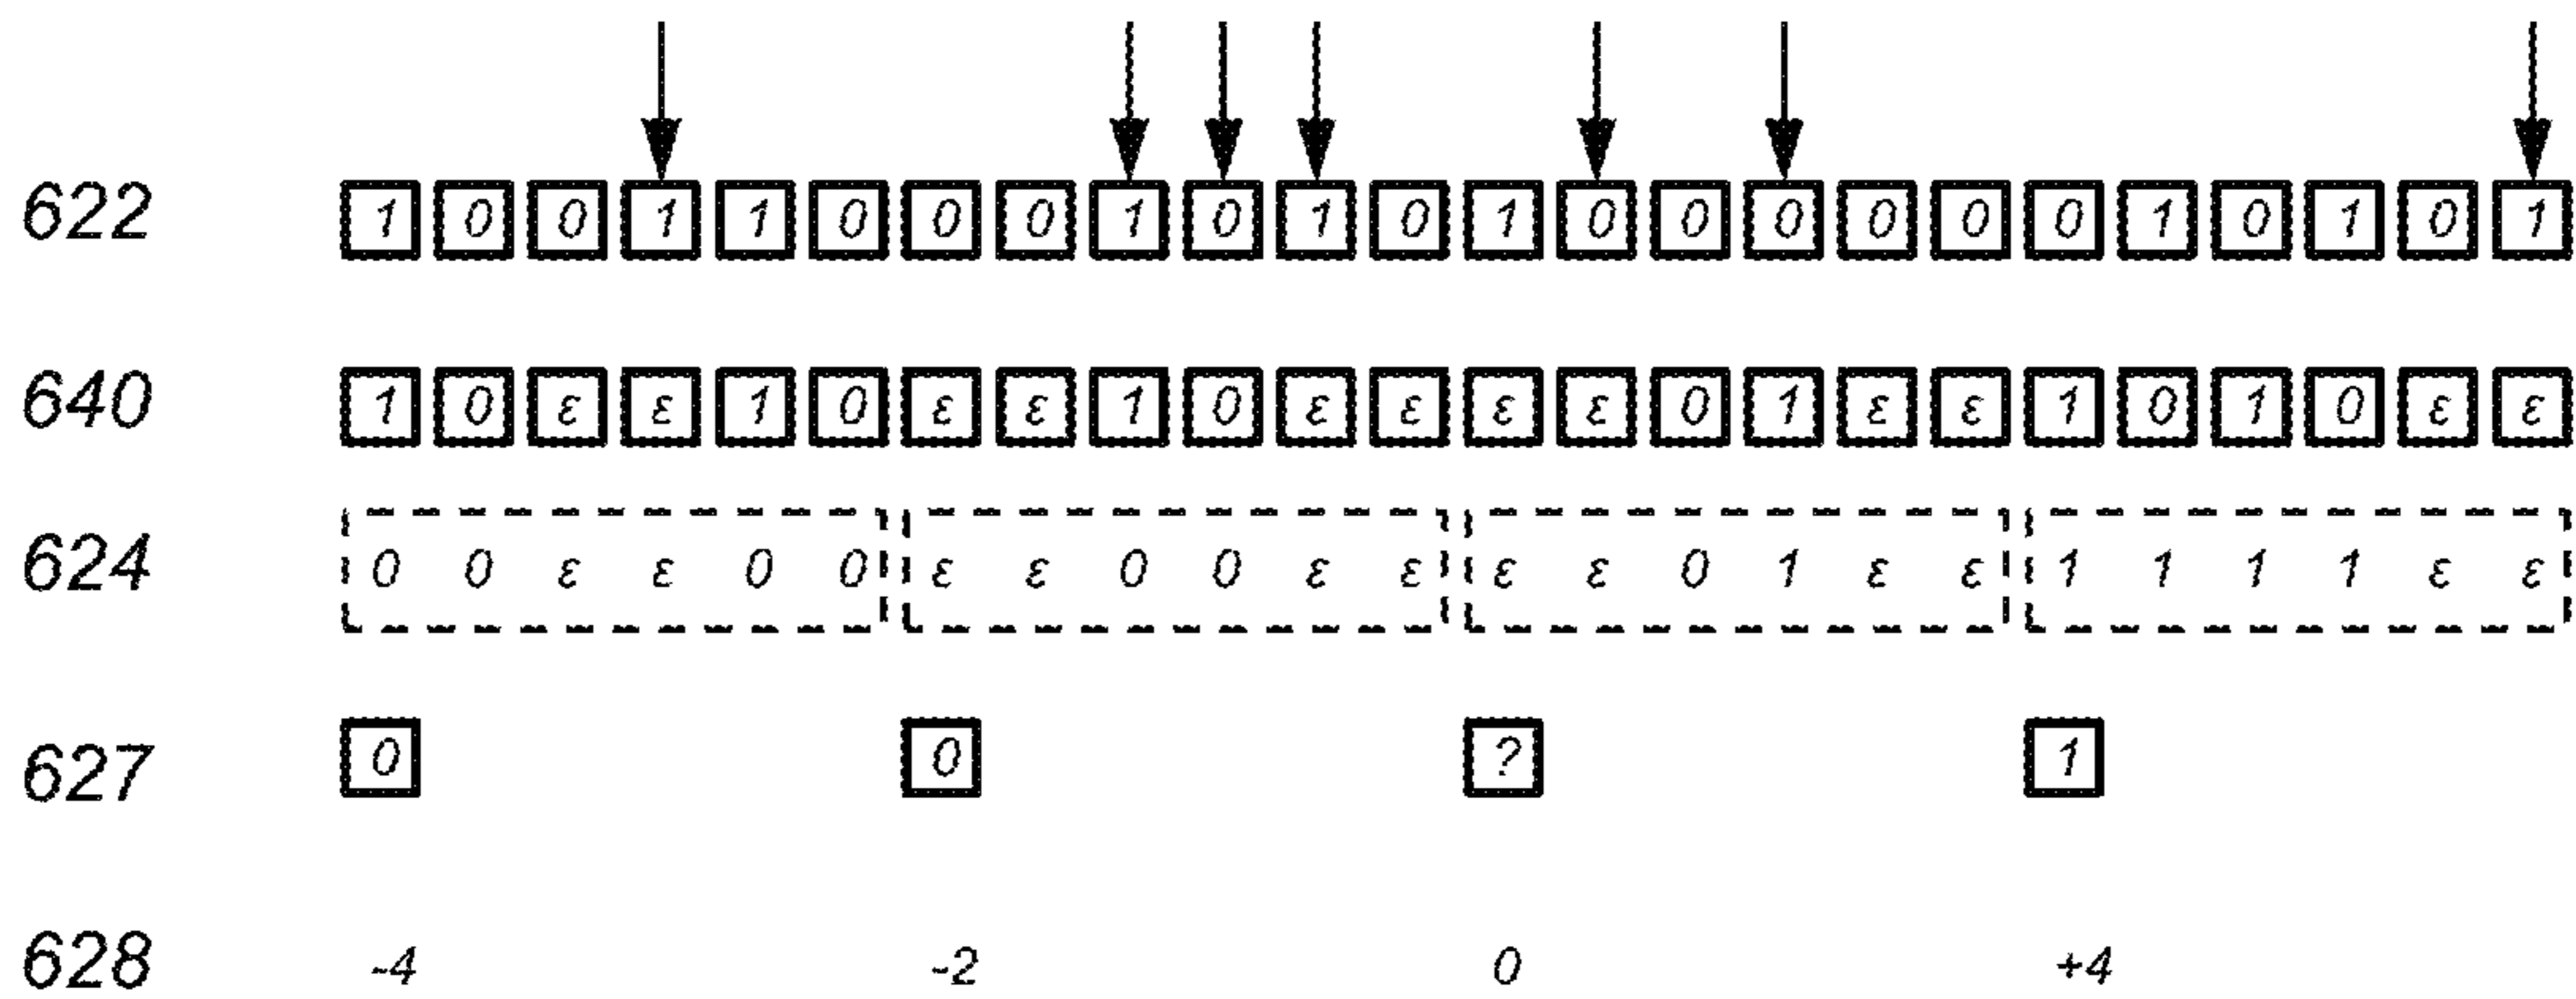 622 1 0 0 1 1 0 0 0 1 0 1 0 1 0 0 0 0 0 0 1 0 1 0 1
640 1 0 ε ε 1 0 ε ε 1 0 ε ε ε ε 0 1 ε ε 1 0 1 0 ε ε
624 0 0 ε ε 0 0 ε ε 0 0 ε ε ε ε 0 1 ε ε 1 1 1 1 ε ε
627 0 0 ? 1
628 -4 -2 0 +4